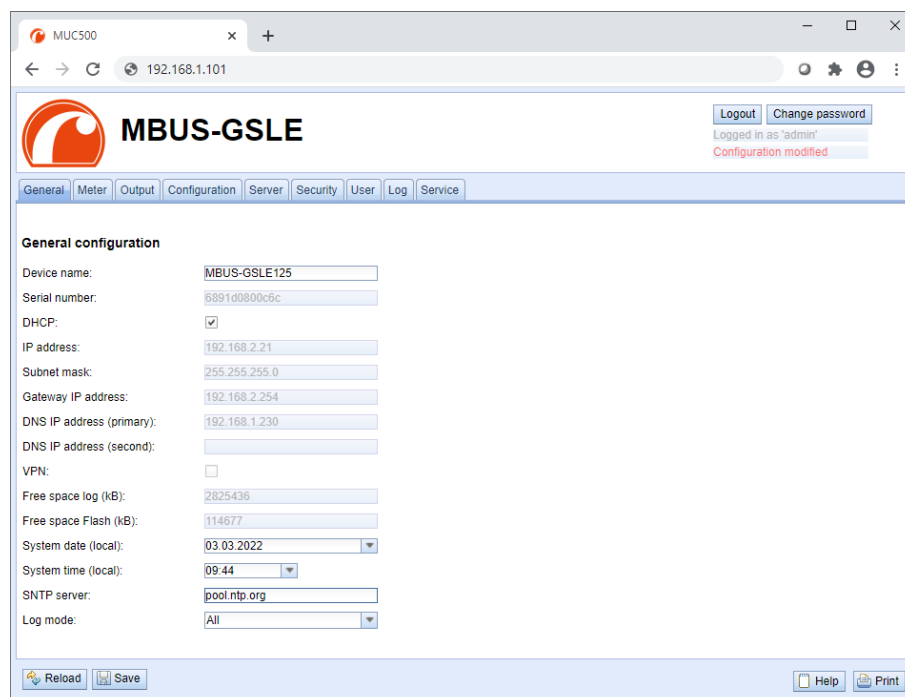 MUC500
192.168.1.101
MBUS-GSLE
Logout Change password
Logged in as 'admin'
Configuration modified
General Meter Output Configuration Server Security User Log Service
General configuration
Device name: MBUS-GSLE125
Serial number: 6891d0800c6c
DHCP:
IP address: 192.168.2.21
Subnet mask: 255.255.255.0
Gateway IP address: 192.168.2.254
DNS IP address (primary): 192.168.1.230
DNS IP address (second):
VPN:
Free space log (kB): 2825436
Free space Flash (kB): 114677
System date (local): 03.03.2022
System time (local): 09:44
SNTP server: pool.ntp.org
Log mode: All
Reload Save Help Print